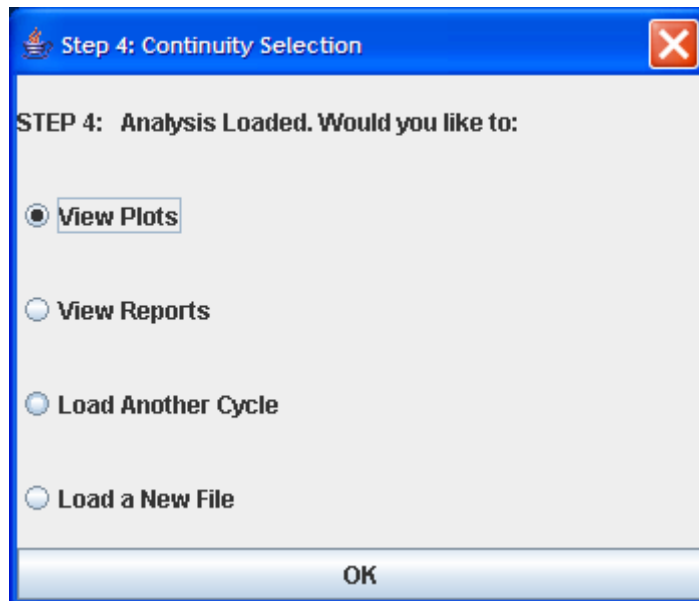 Step 4: Continuity Selection
STEP 4: Analysis Loaded. Would you like to:
View Plots
View Reports
Load Another Cycle
Load a New File
OK